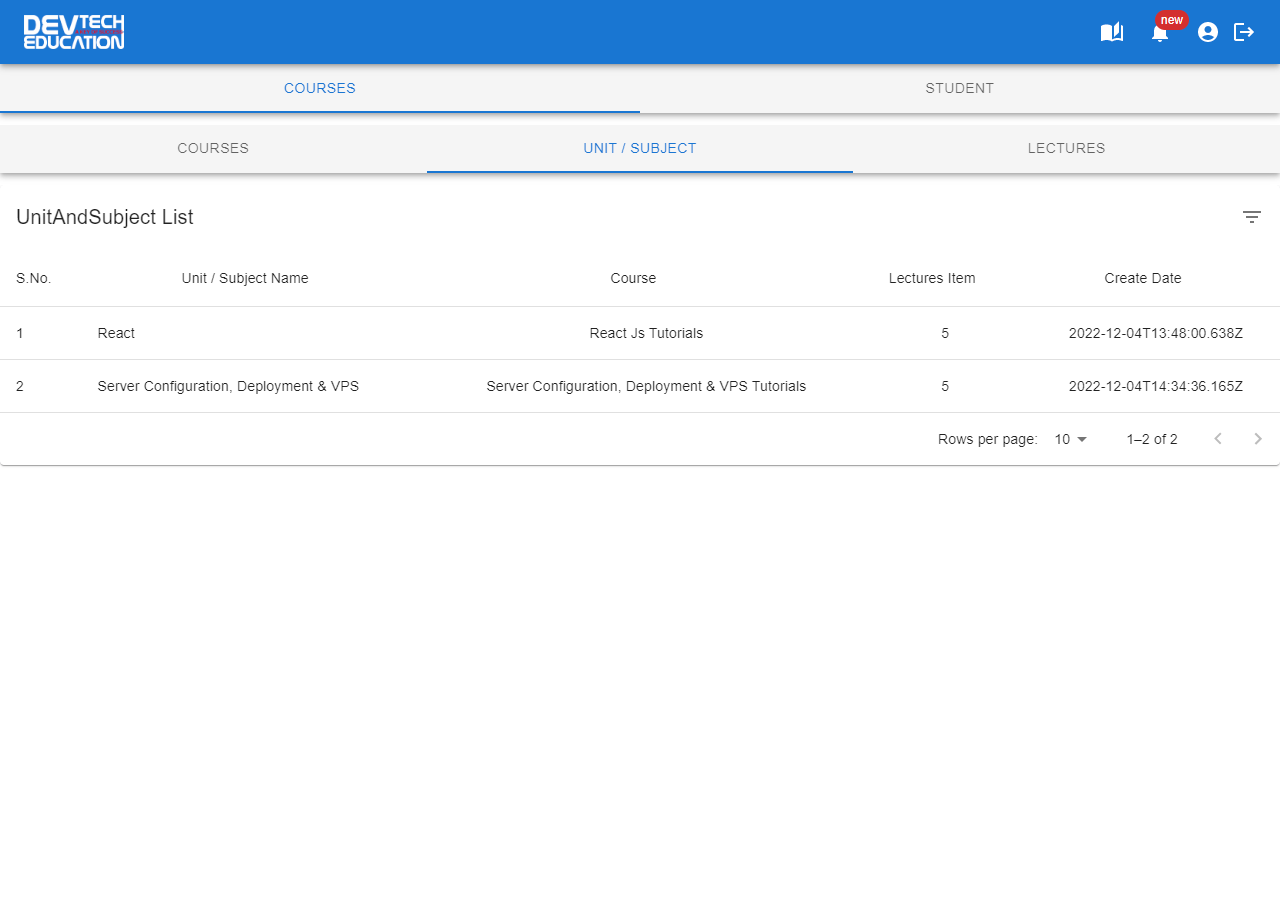 DEVTECH
EDUCATION
new
COURSES STUDENT
COURSES UNIT / SUBJECT LECTURES
UnitAndSubject List
S.No. Unit / Subject Name Course Lectures Item Create Date
1 React React Js Tutorials 5 2022-12-04T13:48:00.638Z
2 Server Configuration, Deployment & VPS Server Configuration, Deployment & VPS Tutorials 5 2022-12-04T14:34:36.165Z
Rows per page: 10 1–2 of 2